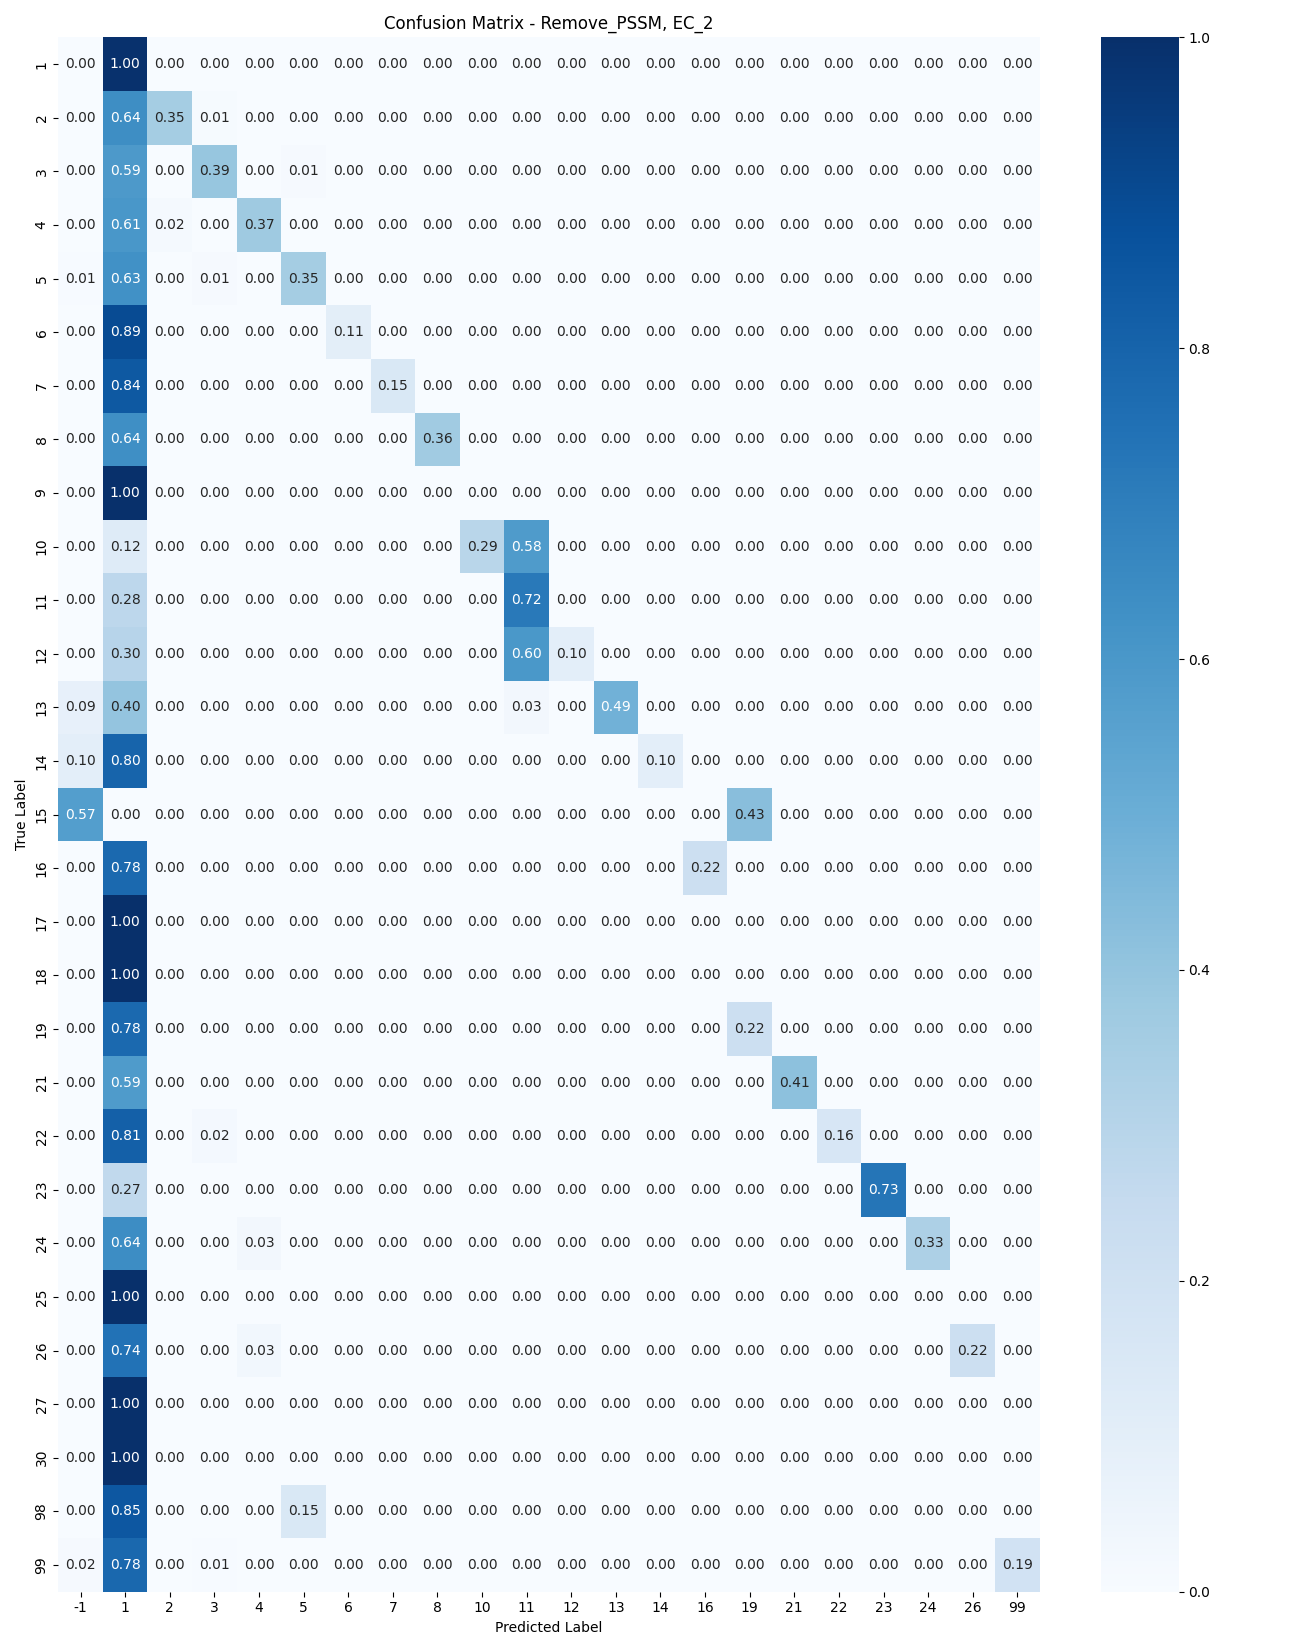 Confusion Matrix - Remove_PSSM, EC_2
1 0.00 1.00 0.00 0.00 0.00 0.00 0.00 0.00 0.00 0.00 0.00 0.00 0.00 0.00 0.00 0.00 0.00 0.00 0.00 0.00 0.00 0.00
2 0.00 0.64 0.35 0.01 0.00 0.00 0.00 0.00 0.00 0.00 0.00 0.00 0.00 0.00 0.00 0.00 0.00 0.00 0.00 0.00 0.00 0.00
3 0.00 0.59 0.00 0.39 0.00 0.01 0.00 0.00 0.00 0.00 0.00 0.00 0.00 0.00 0.00 0.00 0.00 0.00 0.00 0.00 0.00 0.00
4 0.00 0.61 0.02 0.00 0.37 0.00 0.00 0.00 0.00 0.00 0.00 0.00 0.00 0.00 0.00 0.00 0.00 0.00 0.00 0.00 0.00 0.00
5 0.01 0.63 0.00 0.01 0.00 0.35 0.00 0.00 0.00 0.00 0.00 0.00 0.00 0.00 0.00 0.00 0.00 0.00 0.00 0.00 0.00 0.00
6 0.00 0.89 0.00 0.00 0.00 0.00 0.11 0.00 0.00 0.00 0.00 0.00 0.00 0.00 0.00 0.00 0.00 0.00 0.00 0.00 0.00 0.00
7 0.00 0.84 0.00 0.00 0.00 0.00 0.00 0.15 0.00 0.00 0.00 0.00 0.00 0.00 0.00 0.00 0.00 0.00 0.00 0.00 0.00 0.00
8 0.00 0.64 0.00 0.00 0.00 0.00 0.00 0.00 0.36 0.00 0.00 0.00 0.00 0.00 0.00 0.00 0.00 0.00 0.00 0.00 0.00 0.00
9 0.00 1.00 0.00 0.00 0.00 0.00 0.00 0.00 0.00 0.00 0.00 0.00 0.00 0.00 0.00 0.00 0.00 0.00 0.00 0.00 0.00 0.00
10 0.00 0.12 0.00 0.00 0.00 0.00 0.00 0.00 0.00 0.29 0.58 0.00 0.00 0.00 0.00 0.00 0.00 0.00 0.00 0.00 0.00 0.00
11 0.00 0.28 0.00 0.00 0.00 0.00 0.00 0.00 0.00 0.00 0.72 0.00 0.00 0.00 0.00 0.00 0.00 0.00 0.00 0.00 0.00 0.00
12 0.00 0.30 0.00 0.00 0.00 0.00 0.00 0.00 0.00 0.00 0.60 0.10 0.00 0.00 0.00 0.00 0.00 0.00 0.00 0.00 0.00 0.00
13 0.09 0.40 0.00 0.00 0.00 0.00 0.00 0.00 0.00 0.00 0.03 0.00 0.49 0.00 0.00 0.00 0.00 0.00 0.00 0.00 0.00 0.00
14 0.10 0.80 0.00 0.00 0.00 0.00 0.00 0.00 0.00 0.00 0.00 0.00 0.00 0.10 0.00 0.00 0.00 0.00 0.00 0.00 0.00 0.00
15 0.57 0.00 0.00 0.00 0.00 0.00 0.00 0.00 0.00 0.00 0.00 0.00 0.00 0.00 0.00 0.43 0.00 0.00 0.00 0.00 0.00 0.00
16 0.00 0.78 0.00 0.00 0.00 0.00 0.00 0.00 0.00 0.00 0.00 0.00 0.00 0.00 0.22 0.00 0.00 0.00 0.00 0.00 0.00 0.00
17 0.00 1.00 0.00 0.00 0.00 0.00 0.00 0.00 0.00 0.00 0.00 0.00 0.00 0.00 0.00 0.00 0.00 0.00 0.00 0.00 0.00 0.00
18 0.00 1.00 0.00 0.00 0.00 0.00 0.00 0.00 0.00 0.00 0.00 0.00 0.00 0.00 0.00 0.00 0.00 0.00 0.00 0.00 0.00 0.00
19 0.00 0.78 0.00 0.00 0.00 0.00 0.00 0.00 0.00 0.00 0.00 0.00 0.00 0.00 0.00 0.22 0.00 0.00 0.00 0.00 0.00 0.00
21 0.00 0.59 0.00 0.00 0.00 0.00 0.00 0.00 0.00 0.00 0.00 0.00 0.00 0.00 0.00 0.00 0.41 0.00 0.00 0.00 0.00 0.00
22 0.00 0.81 0.00 0.02 0.00 0.00 0.00 0.00 0.00 0.00 0.00 0.00 0.00 0.00 0.00 0.00 0.00 0.16 0.00 0.00 0.00 0.00
23 0.00 0.27 0.00 0.00 0.00 0.00 0.00 0.00 0.00 0.00 0.00 0.00 0.00 0.00 0.00 0.00 0.00 0.00 0.73 0.00 0.00 0.00
24 0.00 0.64 0.00 0.00 0.03 0.00 0.00 0.00 0.00 0.00 0.00 0.00 0.00 0.00 0.00 0.00 0.00 0.00 0.00 0.33 0.00 0.00
25 0.00 1.00 0.00 0.00 0.00 0.00 0.00 0.00 0.00 0.00 0.00 0.00 0.00 0.00 0.00 0.00 0.00 0.00 0.00 0.00 0.00 0.00
26 0.00 0.74 0.00 0.00 0.03 0.00 0.00 0.00 0.00 0.00 0.00 0.00 0.00 0.00 0.00 0.00 0.00 0.00 0.00 0.00 0.22 0.00
27 0.00 1.00 0.00 0.00 0.00 0.00 0.00 0.00 0.00 0.00 0.00 0.00 0.00 0.00 0.00 0.00 0.00 0.00 0.00 0.00 0.00 0.00
30 0.00 1.00 0.00 0.00 0.00 0.00 0.00 0.00 0.00 0.00 0.00 0.00 0.00 0.00 0.00 0.00 0.00 0.00 0.00 0.00 0.00 0.00
98 0.00 0.85 0.00 0.00 0.00 0.15 0.00 0.00 0.00 0.00 0.00 0.00 0.00 0.00 0.00 0.00 0.00 0.00 0.00 0.00 0.00 0.00
99 0.02 0.78 0.00 0.01 0.00 0.00 0.00 0.00 0.00 0.00 0.00 0.00 0.00 0.00 0.00 0.00 0.00 0.00 0.00 0.00 0.00 0.19
-1 1 2 3 4 5 6 7 8 10 11 12 13 14 16 19 21 22 23 24 26 99
Predicted Label
True Label
1.0
0.8
0.6
0.4
0.2
0.0